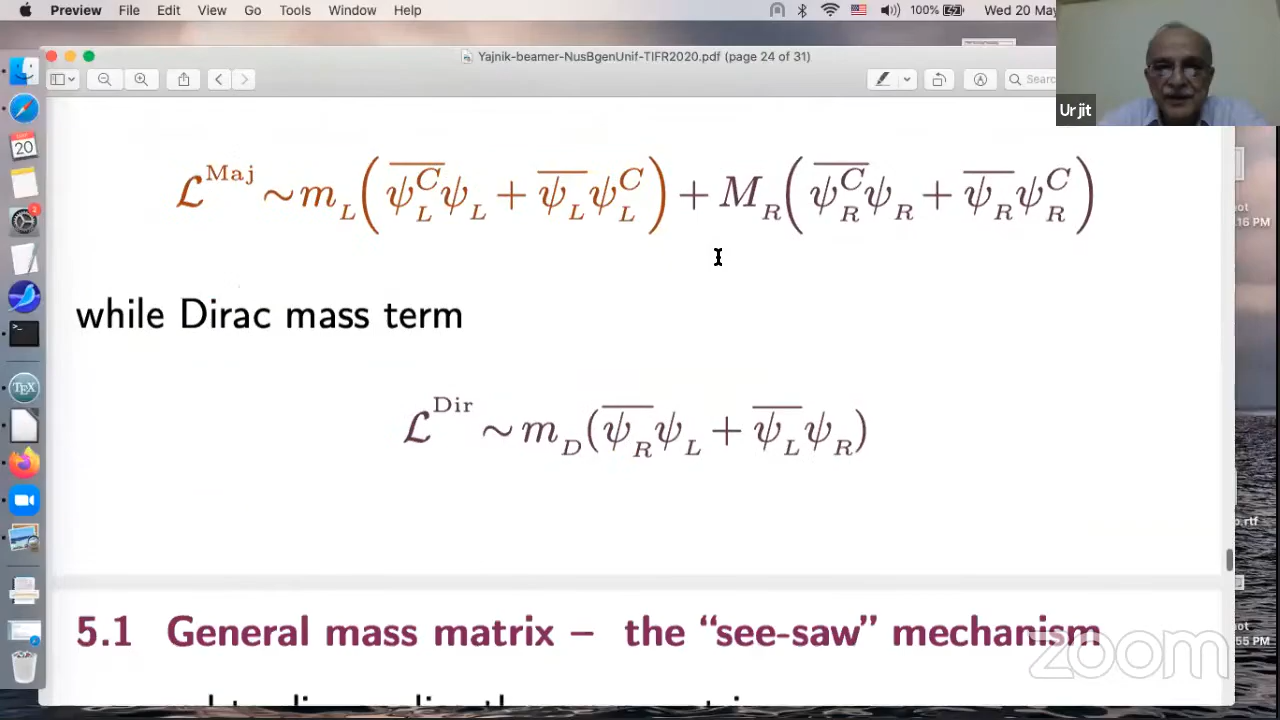 Preview File Edit View Go Tools Window Help 100% Wed 20 May
Yajnik-beamer-NusBgenUnif-TIFR2020.pdf (page 24 of 31)
Urjit
ℒ^Maj ~ m_L( \overline{ψ_L^C} ψ_L + \overline{ψ_L} ψ_L^C ) + M_R( \overline{ψ_R^C} ψ_R + \overline{ψ_R} ψ_R^C )
while Dirac mass term
ℒ^Dir ~ m_D( \overline{ψ_R} ψ_L + \overline{ψ_L} ψ_R )
5.1 General mass matrix – the “see-saw” mechanism
zoom
20
TEX